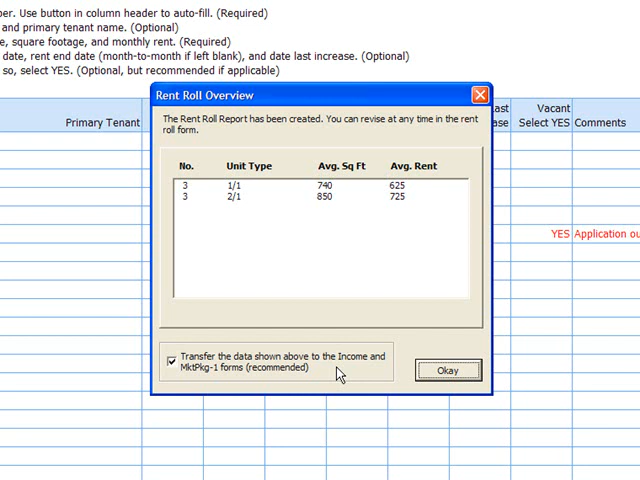 per. Use button in column header to auto-fill. (Required)
and primary tenant name. (Optional)
e, square footage, and monthly rent. (Required)
date, rent end date (month-to-month if left blank), and date last increase. (Optional)
so, select YES. (Optional, but recommended if applicable)
Rent Roll Overview
The Rent Roll Report has been created. You can revise at any time in the rent
roll form.
Primary Tenant
Vacant
Select YES
Comments
No. Unit Type Avg. Sq Ft Avg. Rent
3 1/1 740 625
3 2/1 850 725
YES Application ou
Transfer the data shown above to the Income and
MktPkg-1 forms (recommended)
Okay